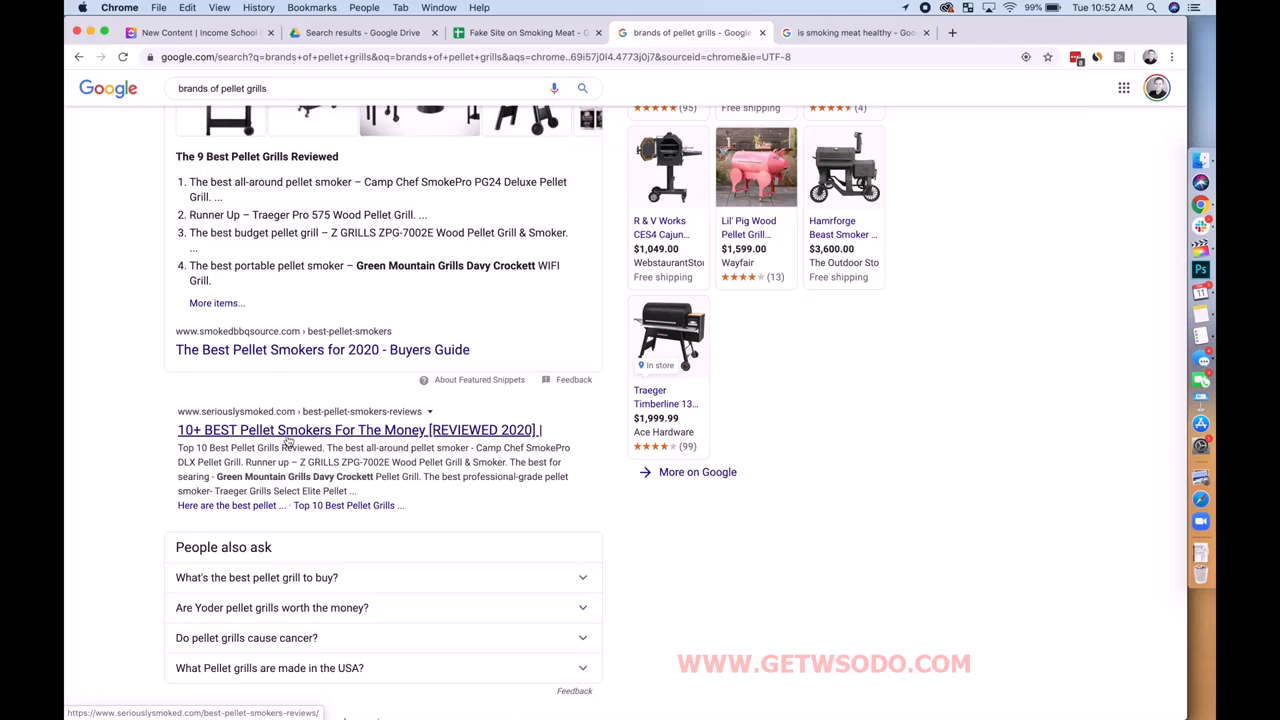 Chrome File Edit View History Bookmarks People Tab Window Help 99% Tue 10:52 AM
New Content | Income School Search results - Google Drive Fake Site on Smoking Meat - G brands of pellet grills - Google is smoking meat healthy - Goo
google.com/search?q=brands+of+pellet+grills&oq=brands+of+pellet+grills&aqs=chrome..69i57j0l4.4773j0j7&sourceid=chrome&ie=UTF-8
Google brands of pellet grills
(95) Free shipping (4)
The 9 Best Pellet Grills Reviewed
1. The best all-around pellet smoker – Camp Chef SmokePro PG24 Deluxe Pellet
Grill. ...
2. Runner Up – Traeger Pro 575 Wood Pellet Grill. ...
3. The best budget pellet grill – Z GRILLS ZPG-7002E Wood Pellet Grill & Smoker.
...
4. The best portable pellet smoker – Green Mountain Grills Davy Crockett WIFI
Grill.
More items...
www.smokedbbqsource.com › best-pellet-smokers
The Best Pellet Smokers for 2020 - Buyers Guide
About Featured Snippets Feedback
www.seriouslysmoked.com › best-pellet-smokers-reviews
10+ BEST Pellet Smokers For The Money [REVIEWED 2020] |
Top 10 Best Pellet Grills Reviewed. The best all-around pellet smoker - Camp Chef SmokePro
DLX Pellet Grill. Runner up – Z GRILLS ZPG-7002E Wood Pellet Grill & Smoker. The best for
searing - Green Mountain Grills Davy Crockett Pellet Grill. The best professional-grade pellet
smoker- Traeger Grills Select Elite Pellet ...
Here are the best pellet ... · Top 10 Best Pellet Grills ...
People also ask
What's the best pellet grill to buy?
Are Yoder pellet grills worth the money?
Do pellet grills cause cancer?
What Pellet grills are made in the USA?
Feedback
R & V Works
CES4 Cajun...
$1,049.00
WebstaurantSto
Free shipping
Lil' Pig Wood
Pellet Grill...
$1,599.00
Wayfair
(13)
Hamrforge
Beast Smoker ...
$3,600.00
The Outdoor Sto
Free shipping
In store
Traeger
Timberline 13...
$1,999.99
Ace Hardware
(99)
More on Google
WWW.GETWSODO.COM
https://www.seriouslysmoked.com/best-pellet-smokers-reviews/